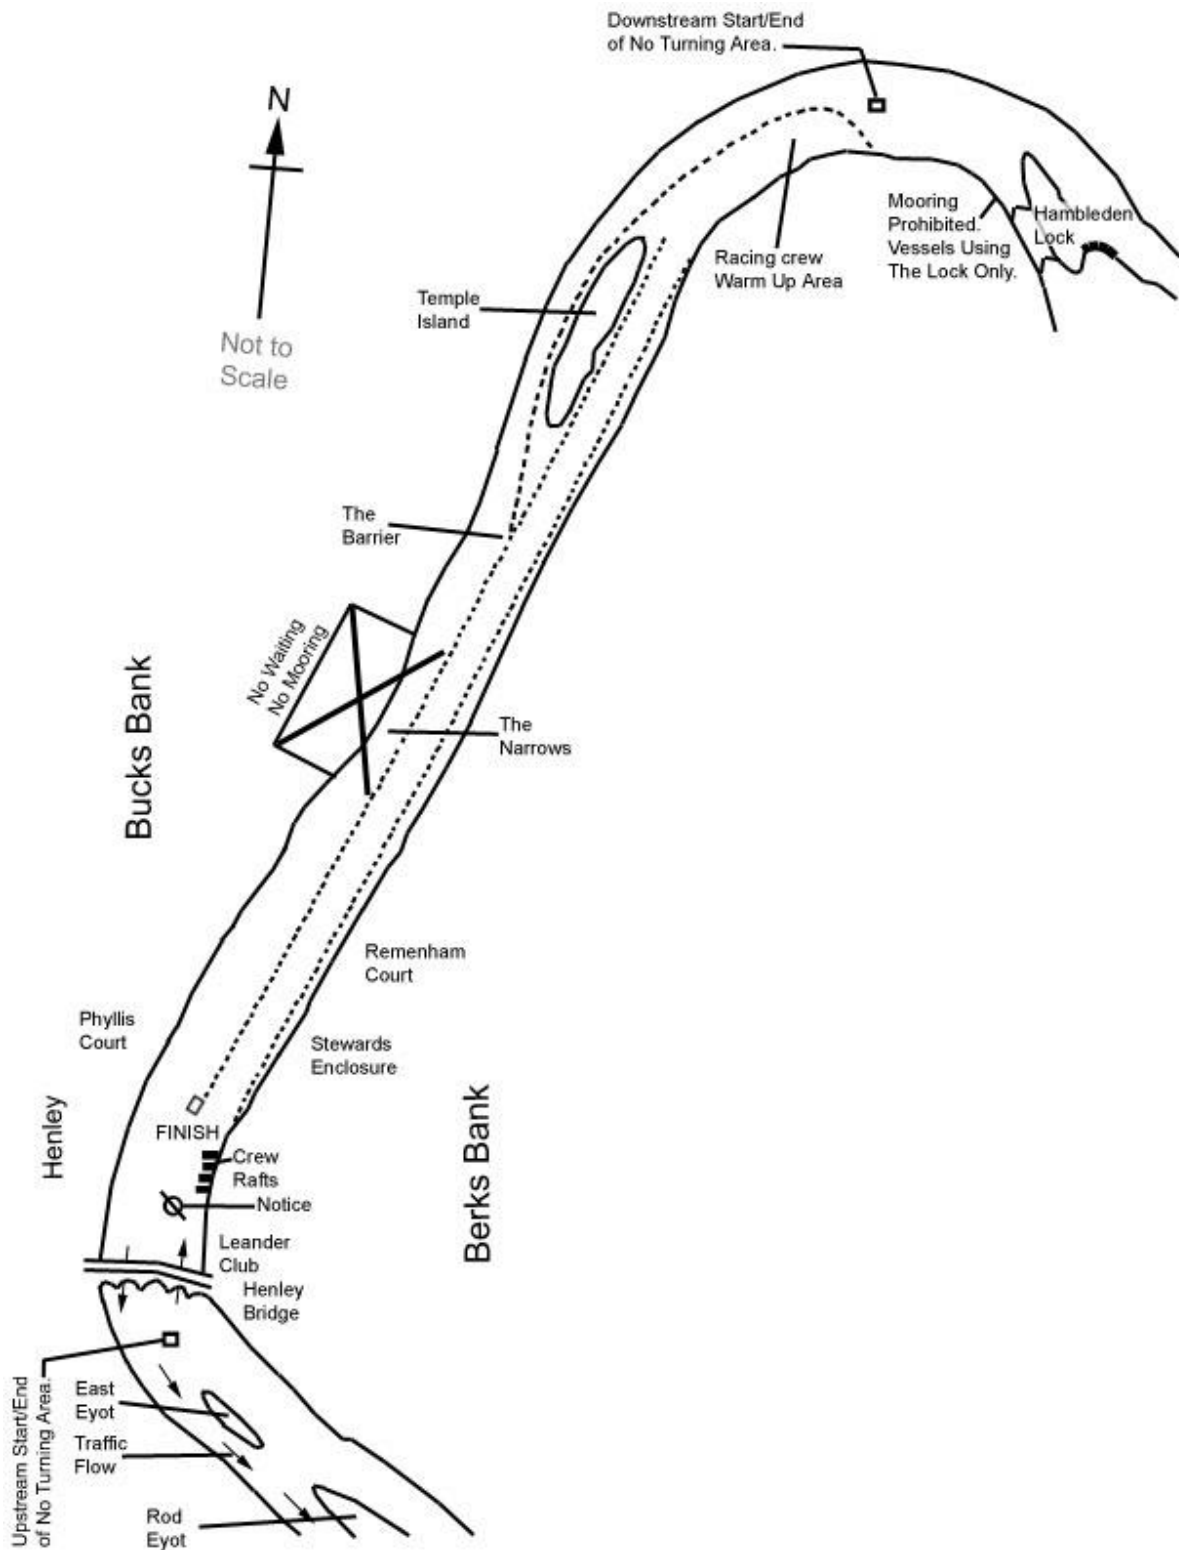 Downstream Start/End
of No Turning Area.
N
Not to
Scale
Mooring
Prohibited.
Vessels Using
The Lock Only.
Hambleden
Lock
Racing crew
Warm Up Area
Temple
Island
The
Barrier
No Waiting
No Mooring
Bucks Bank
The
Narrows
Remenham
Court
Phyllis
Court
Stewards
Enclosure
Henley
Berks Bank
FINISH
Crew
Rafts
Notice
Leander
Club
Henley
Bridge
Upstream Start/End
of No Turning Area.
East
Eyot
Traffic
Flow
Rod
Eyot